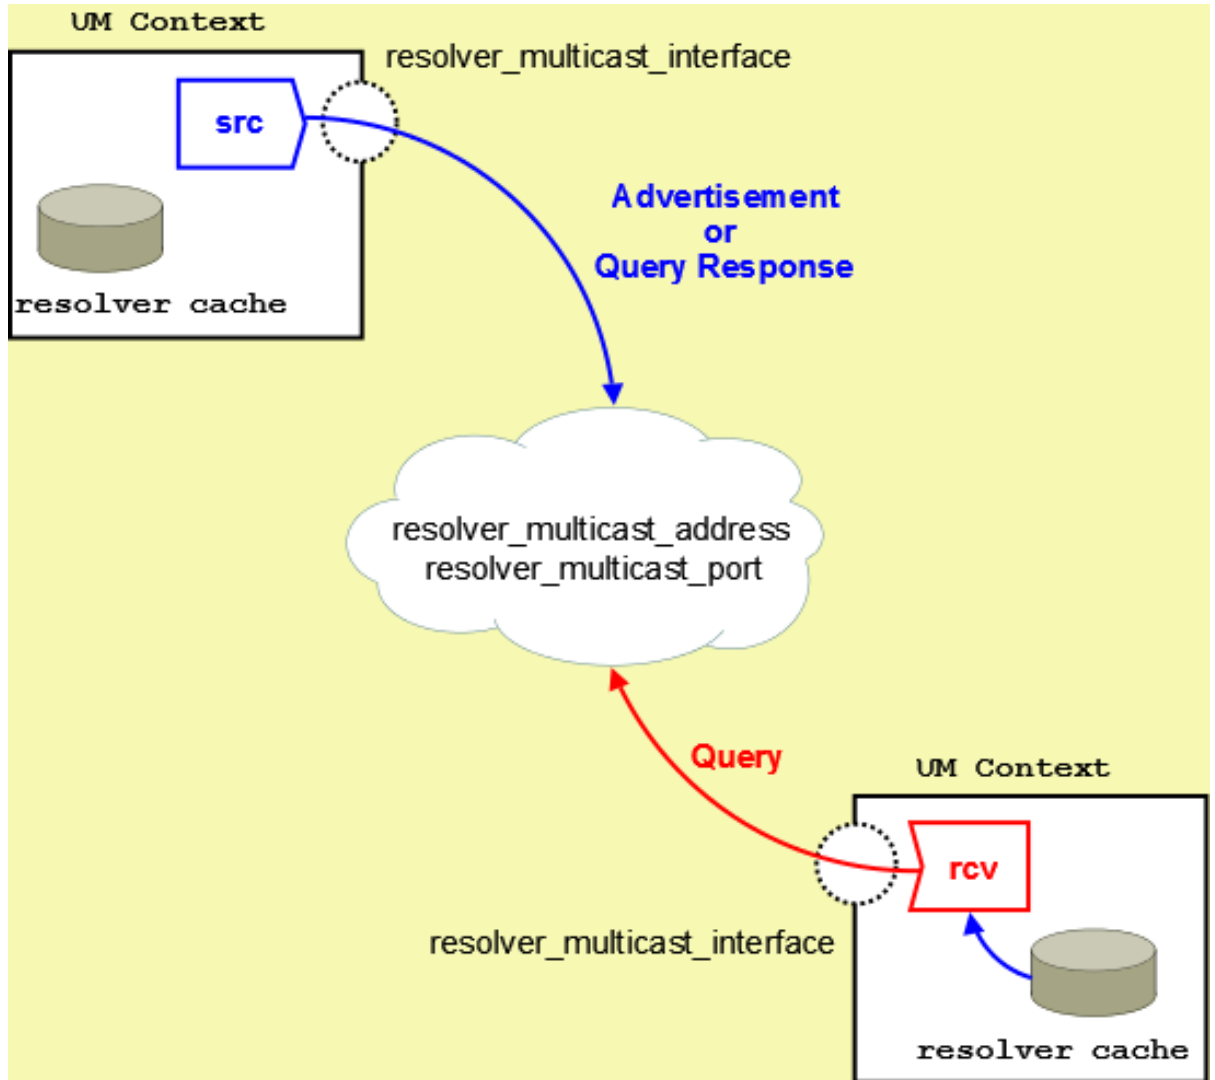 UM Context
resolver_multicast_interface
src
Advertisement
or
Query Response
resolver cache
resolver_multicast_address
resolver_multicast_port
Query
UM Context
rcv
resolver_multicast_interface
resolver cache